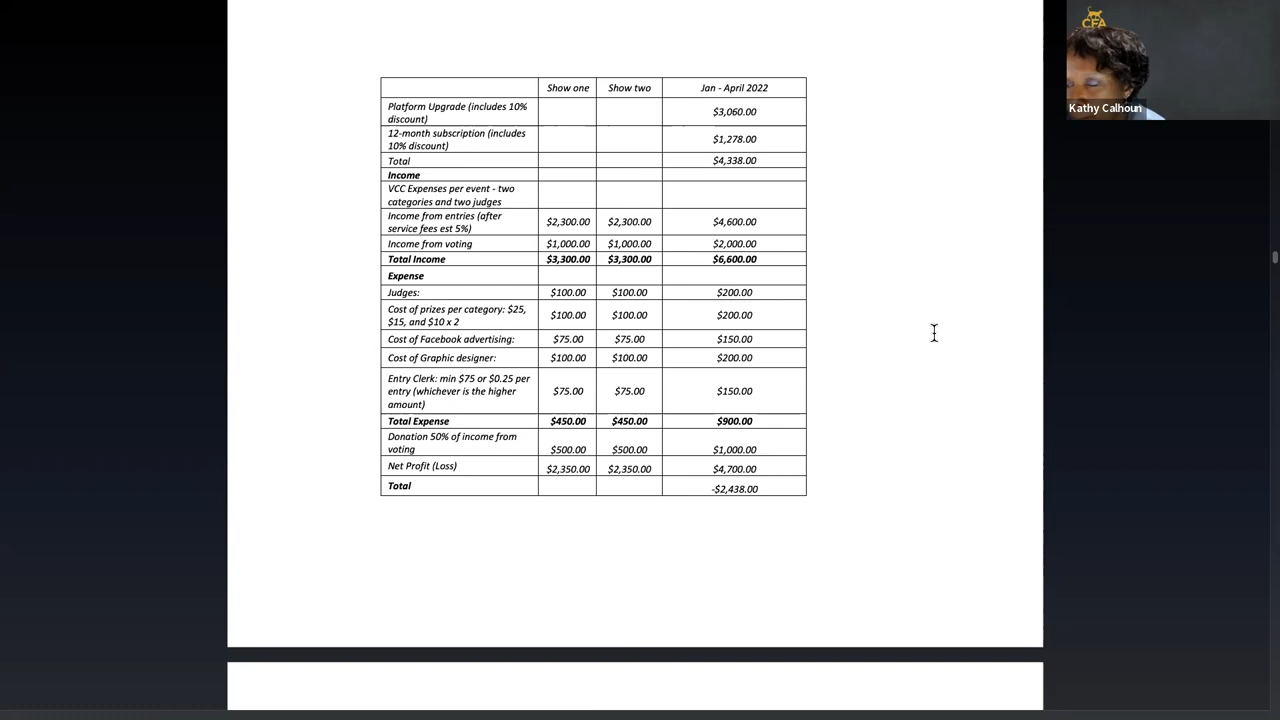 Show one Show two Jan - April 2022
Platform Upgrade (includes 10%
discount) $3,060.00
12-month subscription (includes
10% discount) $1,278.00
Total $4,338.00
Income
VCC Expenses per event - two
categories and two judges
Income from entries (after
service fees est 5%) $2,300.00 $2,300.00 $4,600.00
Income from voting $1,000.00 $1,000.00 $2,000.00
Total Income $3,300.00 $3,300.00 $6,600.00
Expense
Judges: $100.00 $100.00 $200.00
Cost of prizes per category: $25,
$15, and $10 x 2 $100.00 $100.00 $200.00
Cost of Facebook advertising: $75.00 $75.00 $150.00
Cost of Graphic designer: $100.00 $100.00 $200.00
Entry Clerk: min $75 or $0.25 per
entry (whichever is the higher
amount) $75.00 $75.00 $150.00
Total Expense $450.00 $450.00 $900.00
Donation 50% of income from
voting $500.00 $500.00 $1,000.00
Net Profit (Loss) $2,350.00 $2,350.00 $4,700.00
Total -$2,438.00
CFA
Kathy Calhoun